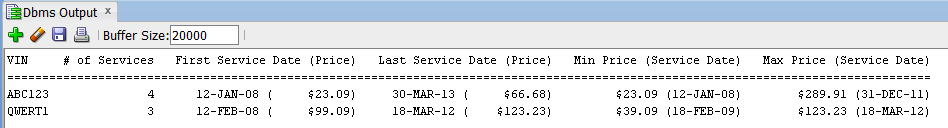 Dbms Output x
Buffer Size: 20000
VIN # of Services First Service Date (Price) Last Service Date (Price) Min Price (Service Date) Max Price (Service Date)
================================================================================
ABC123 4 12-JAN-08 ( $23.09) 30-MAR-13 ( $66.68) $23.09 (12-JAN-08) $289.91 (31-DEC-11)
QWERT1 3 12-FEB-08 ( $99.09) 18-MAR-12 ( $123.23) $39.09 (18-FEB-09) $123.23 (18-MAR-12)